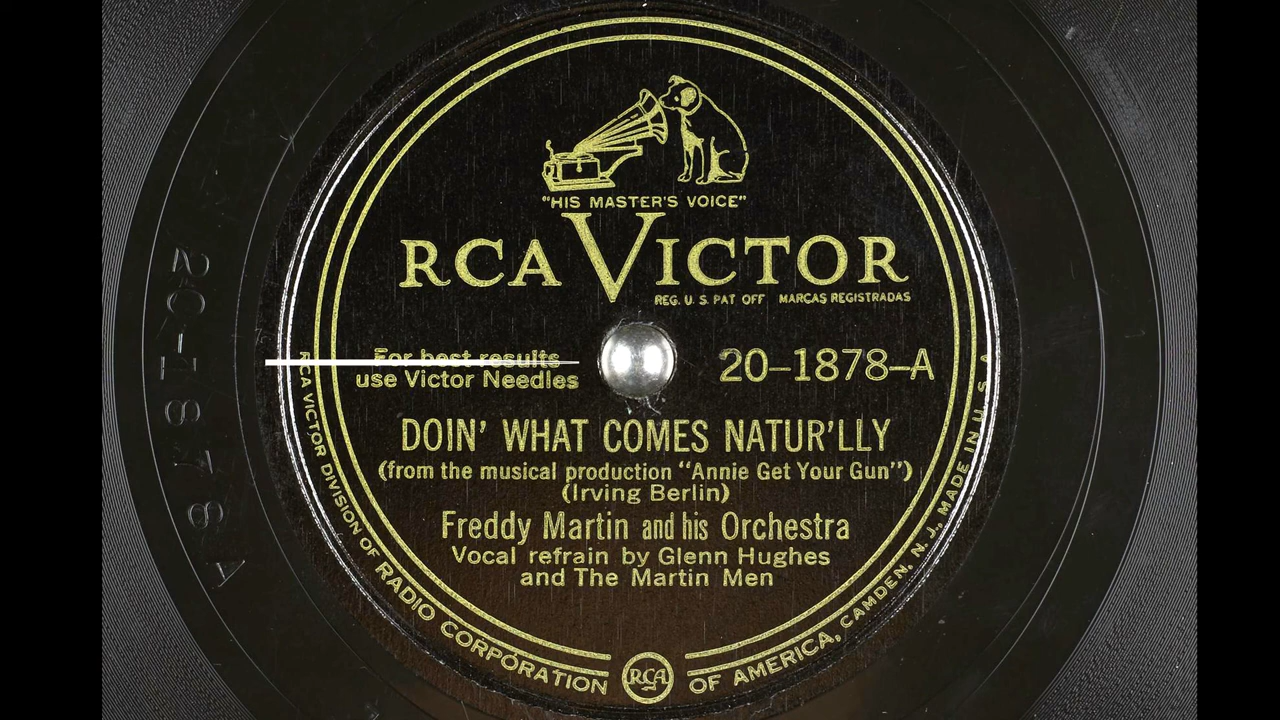 "HIS MASTER'S VOICE"
RCA VICTOR
REG. U. S. PAT OFF MARCAS REGISTRADAS
For best results
use Victor Needles
20-1878-A
DOIN' WHAT COMES NATUR'LLY
(from the musical production "Annie Get Your Gun")
(Irving Berlin)
Freddy Martin and his Orchestra
Vocal refrain by Glenn Hughes
and The Martin Men
RCA VICTOR DIVISION OF RADIO CORPORATION
RCA
OF AMERICA, CAMDEN, N. J., MADE IN U. S. A
2C-1878A